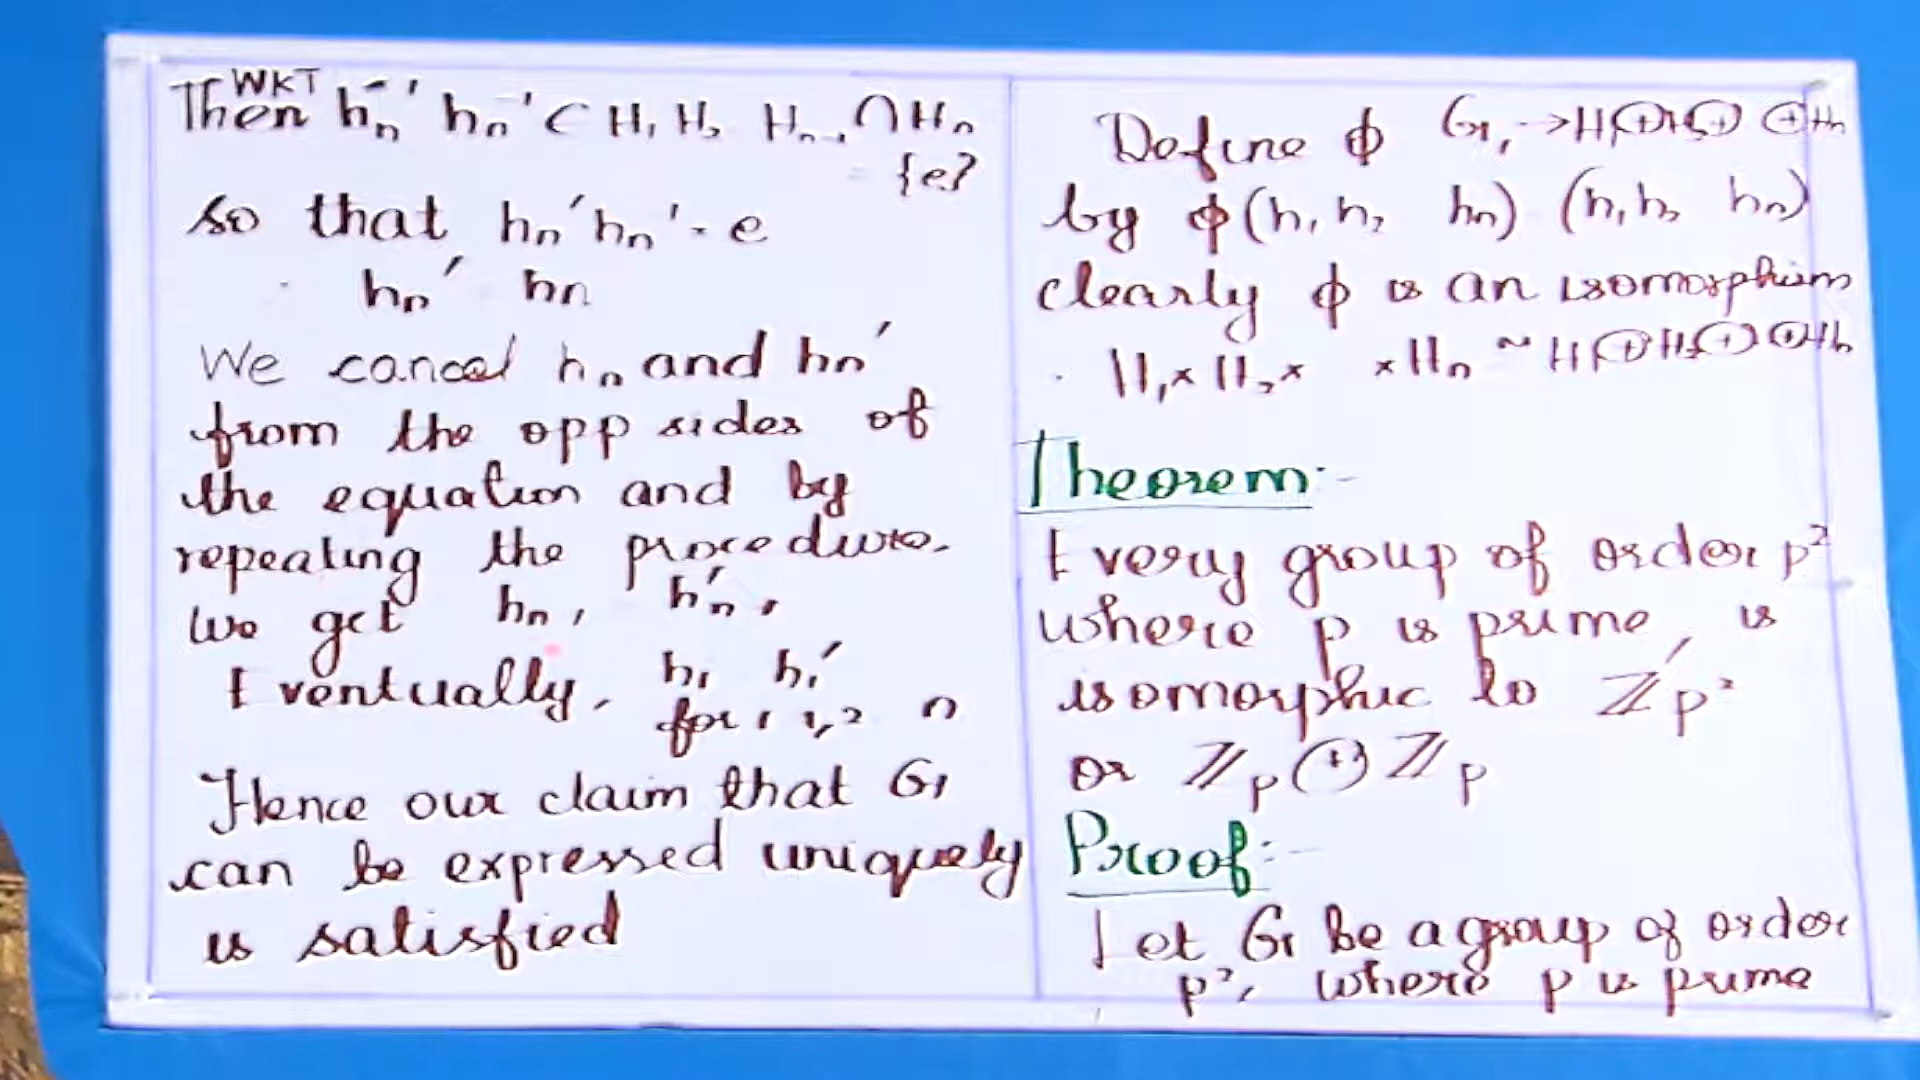 WKT
Then hn' hn' ⊂ H1 H2 Hn-1 ∩ Hn
= {e}
so that hn' hn' = e
∴ hn' hn
We cancel hn and hn'
from the opp sides of
the equation and by
repeating the procedure.
We get hn-1 h'n-1
Eventually, hi hi'
for i 1,2 n
Hence our claim that G
can be expressed uniquely
is satisfied
Define ϕ G → H1⊕H2⊕ ⊕Hn
by ϕ(h1 h2 hn) (h1 h2 hn)
clearly ϕ is an isomorphism
∴ H1 x H2 x x Hn ~ H1⊕H2⊕ ⊕Hn
Theorem:-
Every group of order p²
where p is prime, is
isomorphic to ℤp²
or ℤp ⊕ ℤp
Proof:-
Let G be a group of order
p², where p is prime